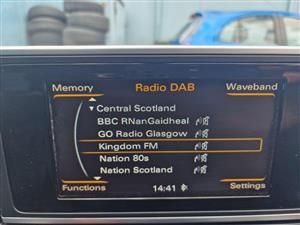 Memory
Radio DAB
Waveband
Central Scotland
BBC RNanGaidheal
GO Radio Glasgow
Kingdom FM
Nation 80s
Nation Scotland
Functions
14:41
Settings